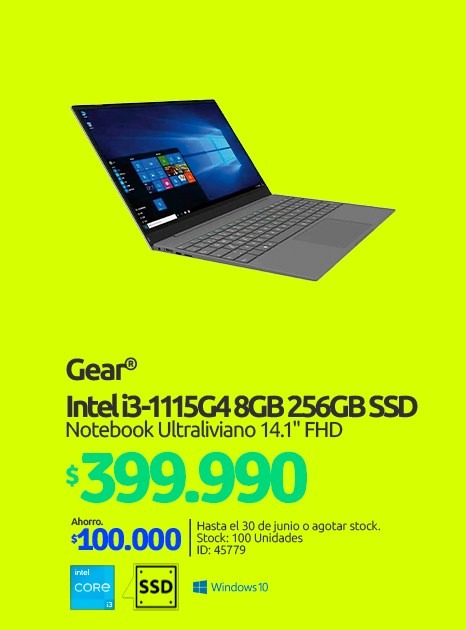 Gear®
Intel i3-1115G4 8GB 256GB SSD
Notebook Ultraliviano 14.1" FHD
$399.990
Ahorro.
$100.000
Hasta el 30 de junio o agotar stock.
Stock: 100 Unidades
ID: 45779
intel
CORE
i3
SSD
Windows 10